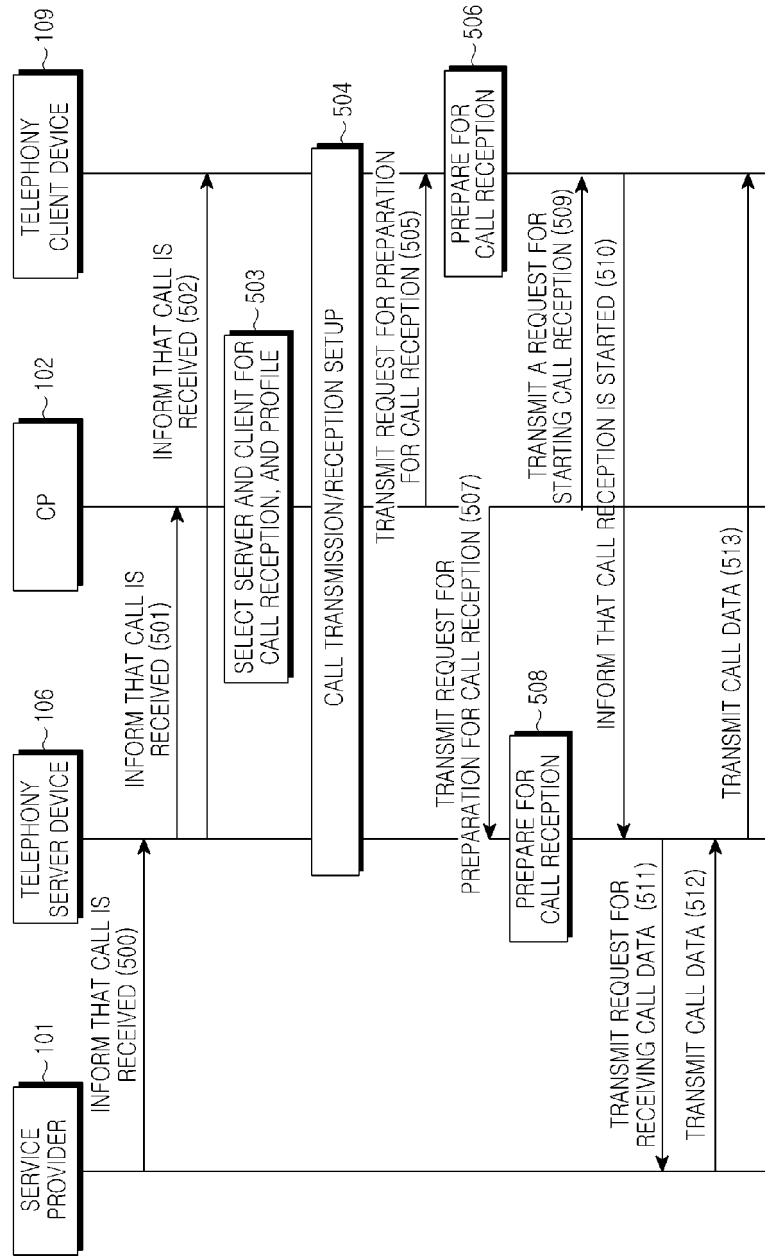 SERVICE
PROVIDER
101
TELEPHONY
SERVER DEVICE
106
CP
102
TELEPHONY
CLIENT DEVICE
109
INFORM THAT CALL IS
RECEIVED (500)
INFORM THAT CALL IS
RECEIVED (501)
INFORM THAT CALL IS
RECEIVED (502)
SELECT SERVER AND CLIENT FOR
CALL RECEPTION, AND PROFILE
503
CALL TRANSMISSION/RECEPTION SETUP
504
TRANSMIT REQUEST FOR PREPARATION
FOR CALL RECEPTION (505)
PREPARE FOR
CALL RECEPTION
506
TRANSMIT REQUEST FOR
PREPARATION FOR CALL RECEPTION (507)
PREPARE FOR
CALL RECEPTION
508
TRANSMIT A REQUEST FOR
STARTING CALL RECEPTION (509)
INFORM THAT CALL RECEPTION IS STARTED (510)
TRANSMIT REQUEST FOR
RECEIVING CALL DATA (511)
TRANSMIT CALL DATA (512)
TRANSMIT CALL DATA (513)